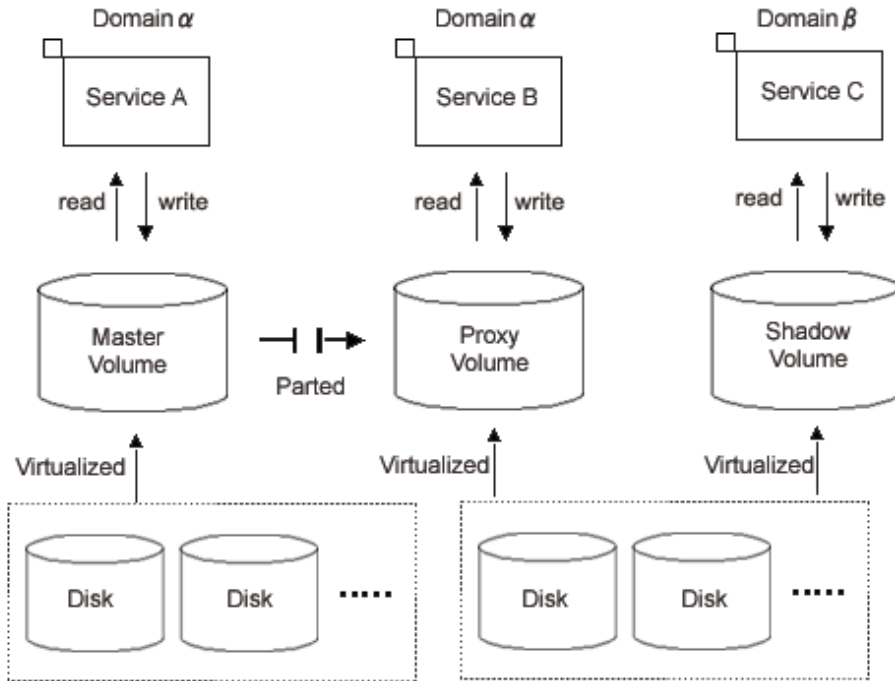 Domain α
Domain α
Domain β
Service A
Service B
Service C
read
write
read
write
read
write
Master
Volume
Parted
Proxy
Volume
Shadow
Volume
Virtualized
Virtualized
Virtualized
Disk
Disk
......
Disk
Disk
......